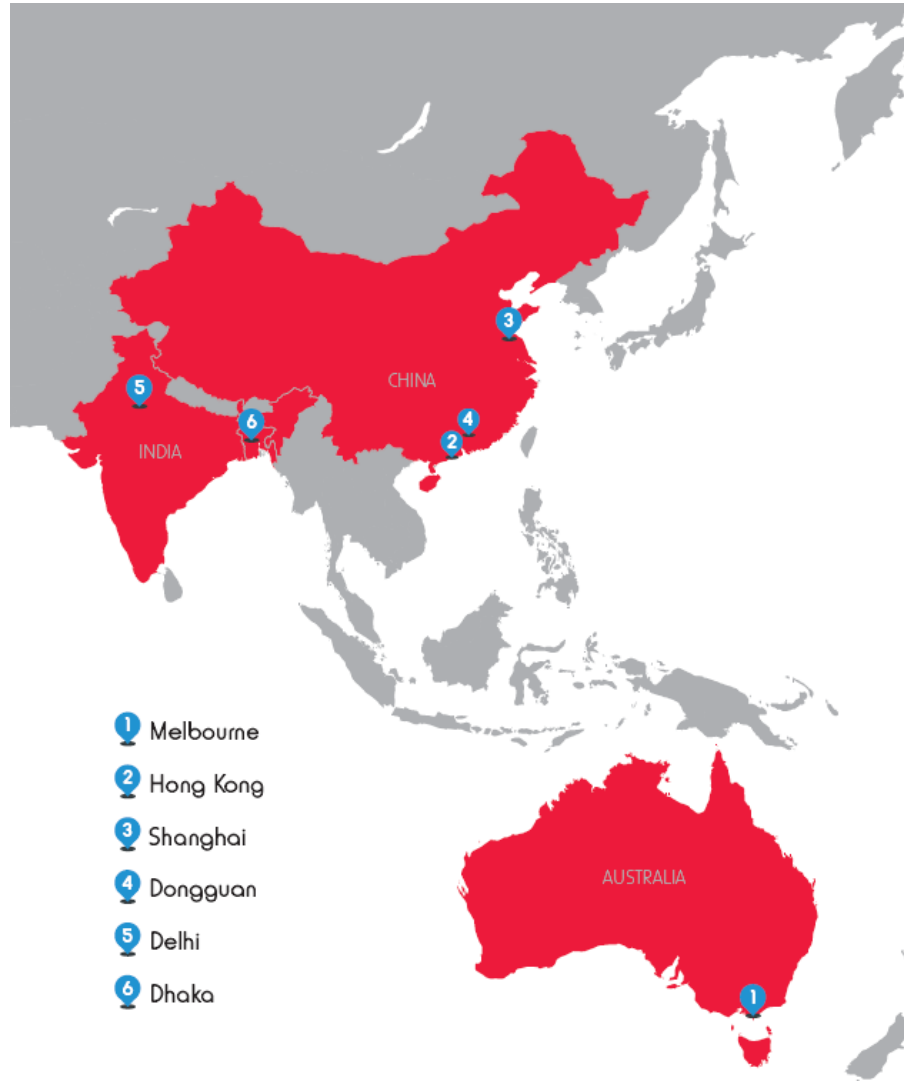 3
CHINA
5
4
6
2
INDIA
1 Melbourne
2 Hong Kong
3 Shanghai
4 Dongguan
AUSTRALIA
5 Delhi
6 Dhaka
1